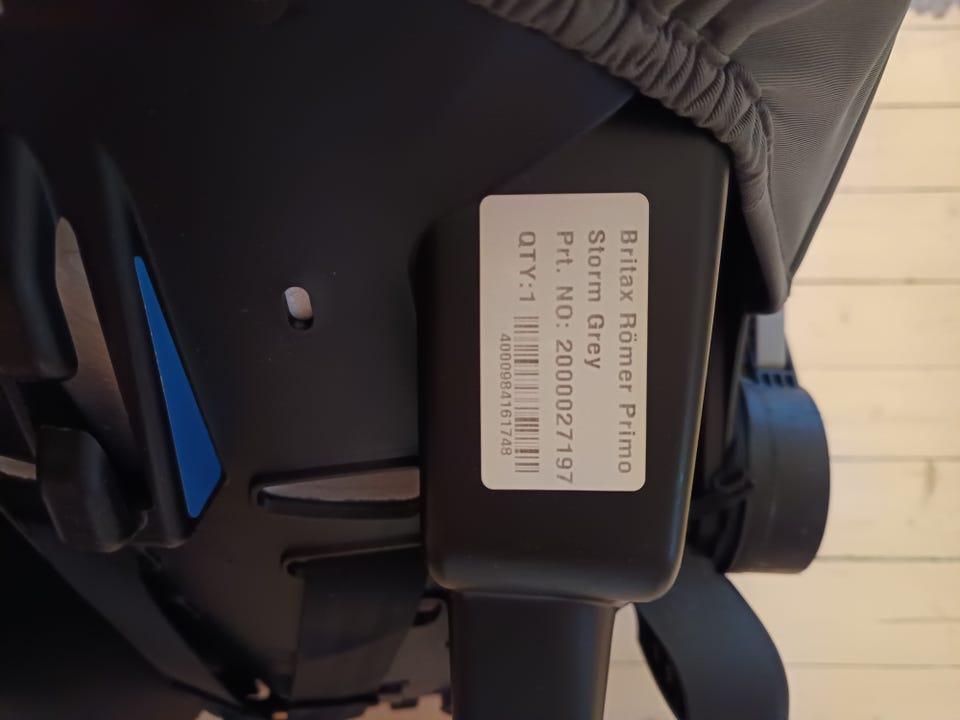 Britax Römer Primo
Storm Grey
Prt. NO: 2000027197
QTY:1
4000984161748